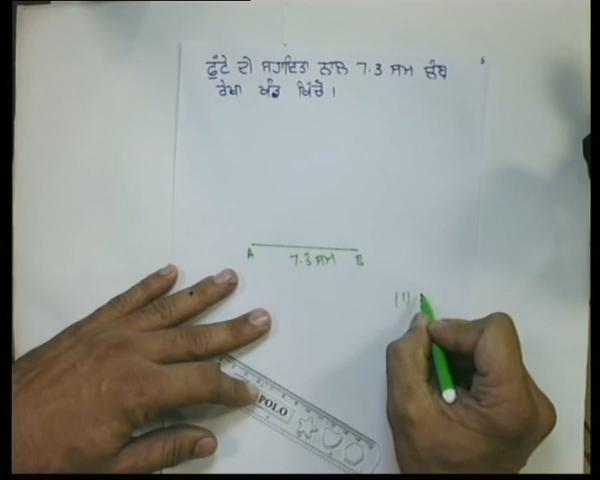 ਫੁੱਟੇ ਦੀ ਸਹਾਇਤਾ ਨਾਲ 7.3 ਸਮ ਲੰਬ
ਰੇਖਾ ਖੰਡ ਖਿੱਚੋ।
A 7.3 ਸਮ B
POLO